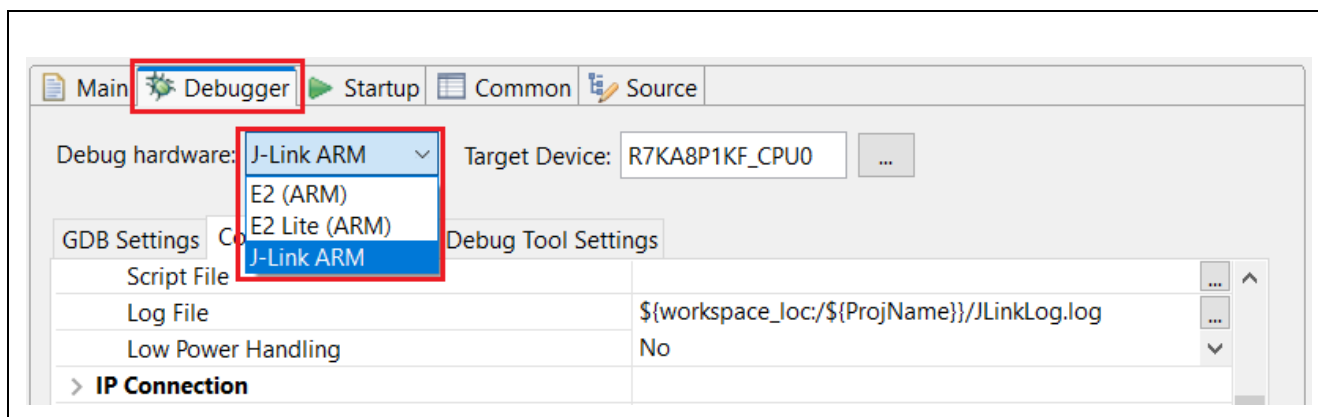 Main Debugger Startup Common Source
Debug hardware: J-Link ARM Target Device: R7KA8P1KF_CPU0 ...
E2 (ARM)
E2 Lite (ARM)
J-Link ARM
GDB Settings Co Debug Tool Settings
Script File ...
Log File ${workspace_loc:/${ProjName}}/JLinkLog.log ...
Low Power Handling No
> IP Connection